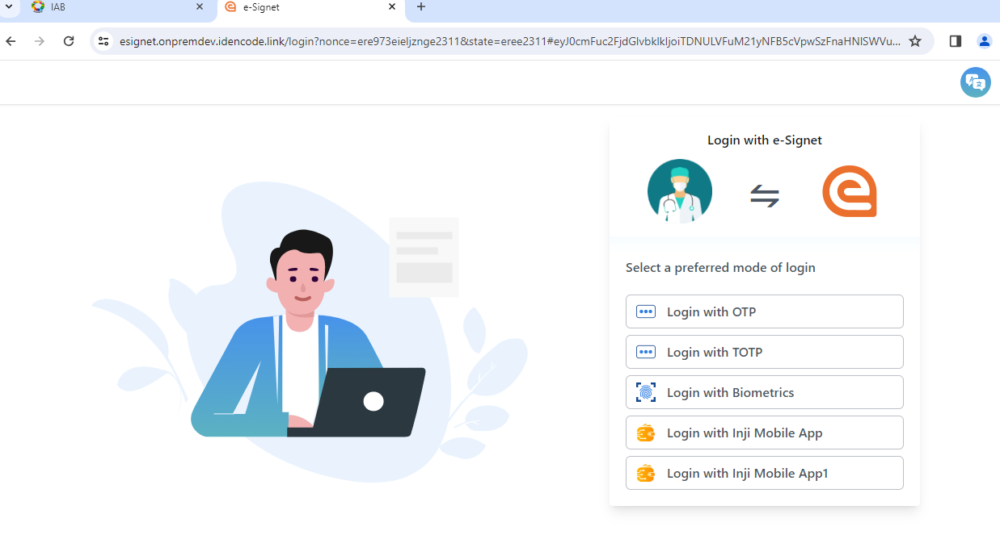 IAB
e-Signet
esignet.onpremdev.idencode.link/login?nonce=ere973eieljznge2311&state=eree2311#eyJ0cmFuc2FjdGlvbklkIjoiTDNULVFuM21yNFB5cVpwSzFnaHNlSWVu...
Login with e-Signet
Select a preferred mode of login
Login with OTP
Login with TOTP
Login with Biometrics
Login with Inji Mobile App
Login with Inji Mobile App1